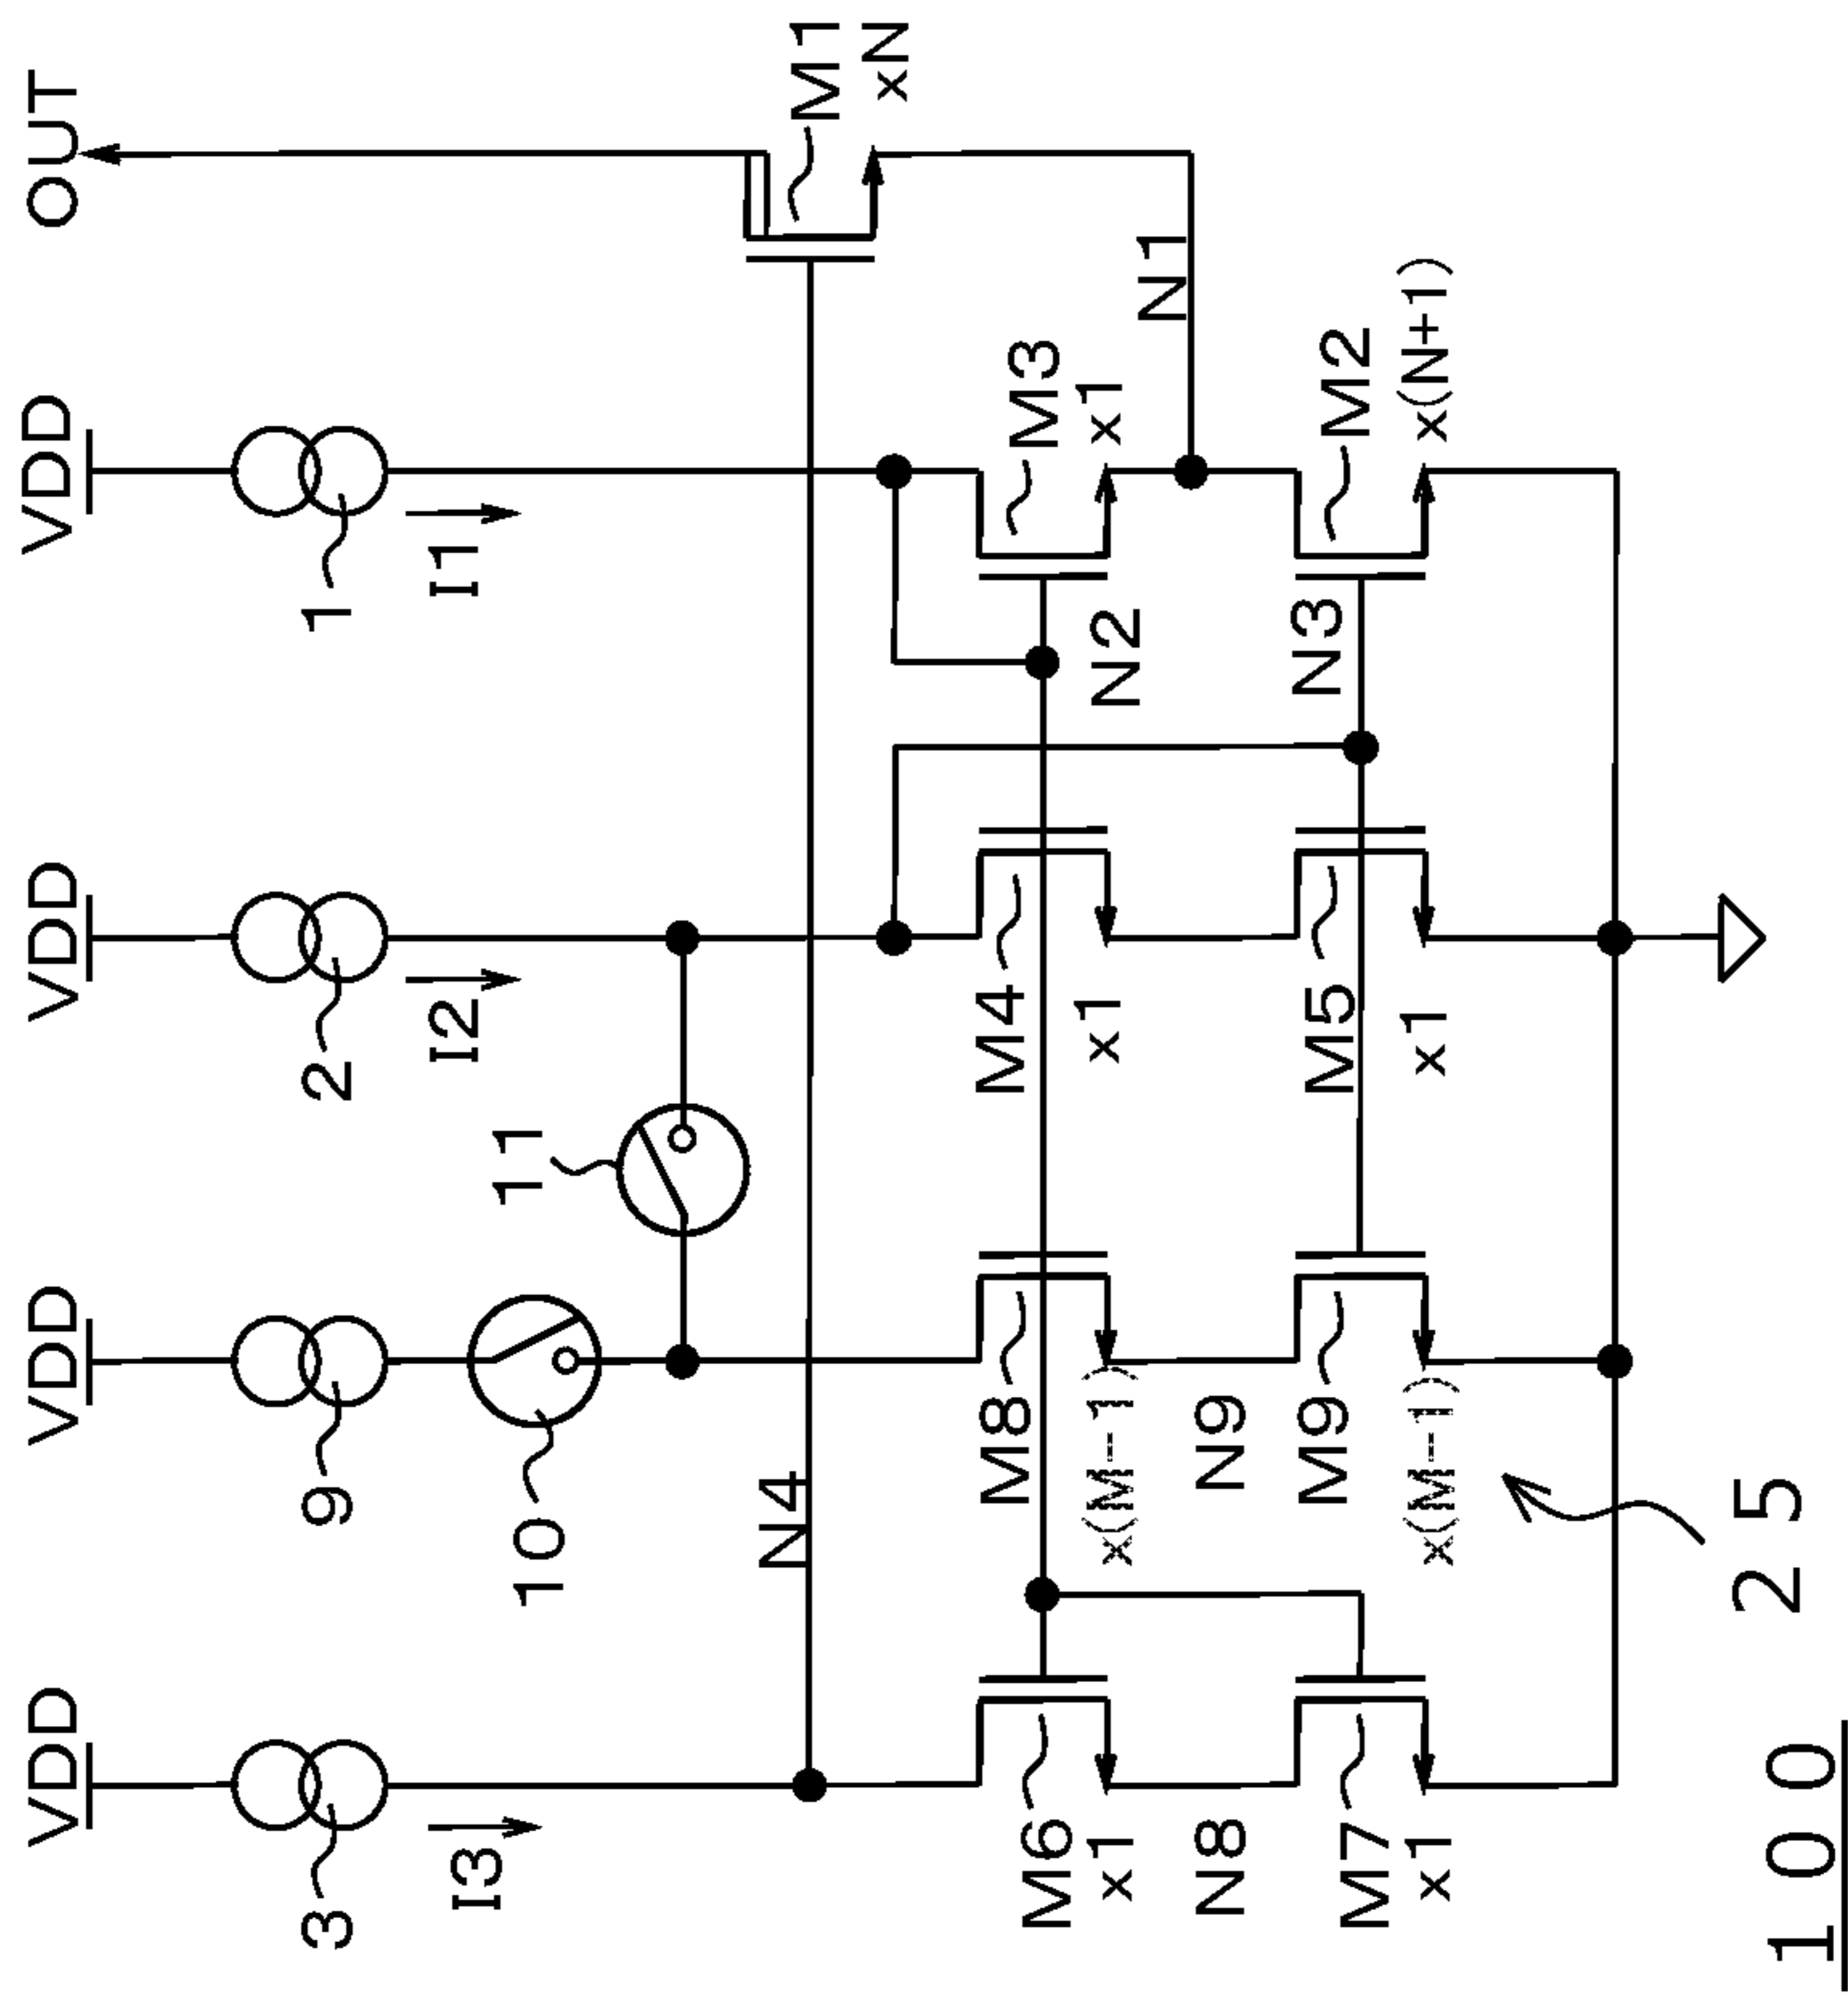 VDD
VDD
VDD
VDD
OUT
3
9
2
1
I3
I2
I1
10
11
N4
M1
xN
M6
x1
M8
x(M-1)
M4
x1
M3
x1
N2
N1
N8
N9
N3
M7
x1
M9
x(M-1)
M5
x1
M2
x(N+1)
25
100